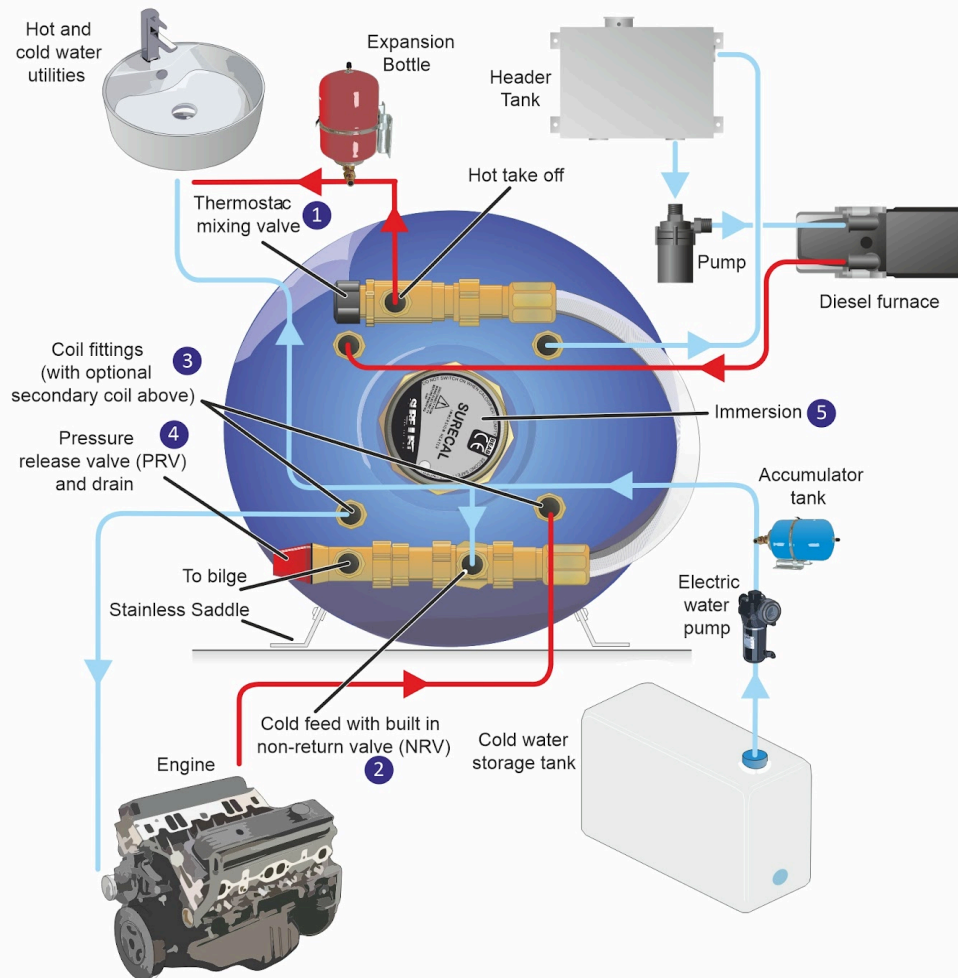 Hot and
cold water
utilities
Expansion
Bottle
Header
Tank
Hot take off
Thermostac
mixing valve
1
Pump
Diesel furnace
Coil fittings
(with optional
secondary coil above)
3
Pressure
release valve (PRV)
and drain
4
SURECAL
CE
Immersion
5
Accumulator
tank
To bilge
Electric
water
pump
Stainless Saddle
Cold feed with built in
non-return valve (NRV)
2
Cold water
storage tank
Engine